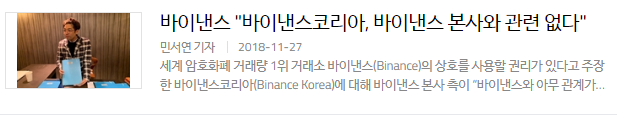 바이낸스 "바이낸스코리아, 바이낸스 본사와 관련 없다"
민서연 기자 | 2018-11-27
세계 암호화폐 거래량 1위 거래소 바이낸스(Binance)의 상호를 사용할 권리가 있다고 주장
한 바이낸스코리아(Binance Korea)에 대해 바이낸스 본사 측이 “바이낸스와 아무 관계가...